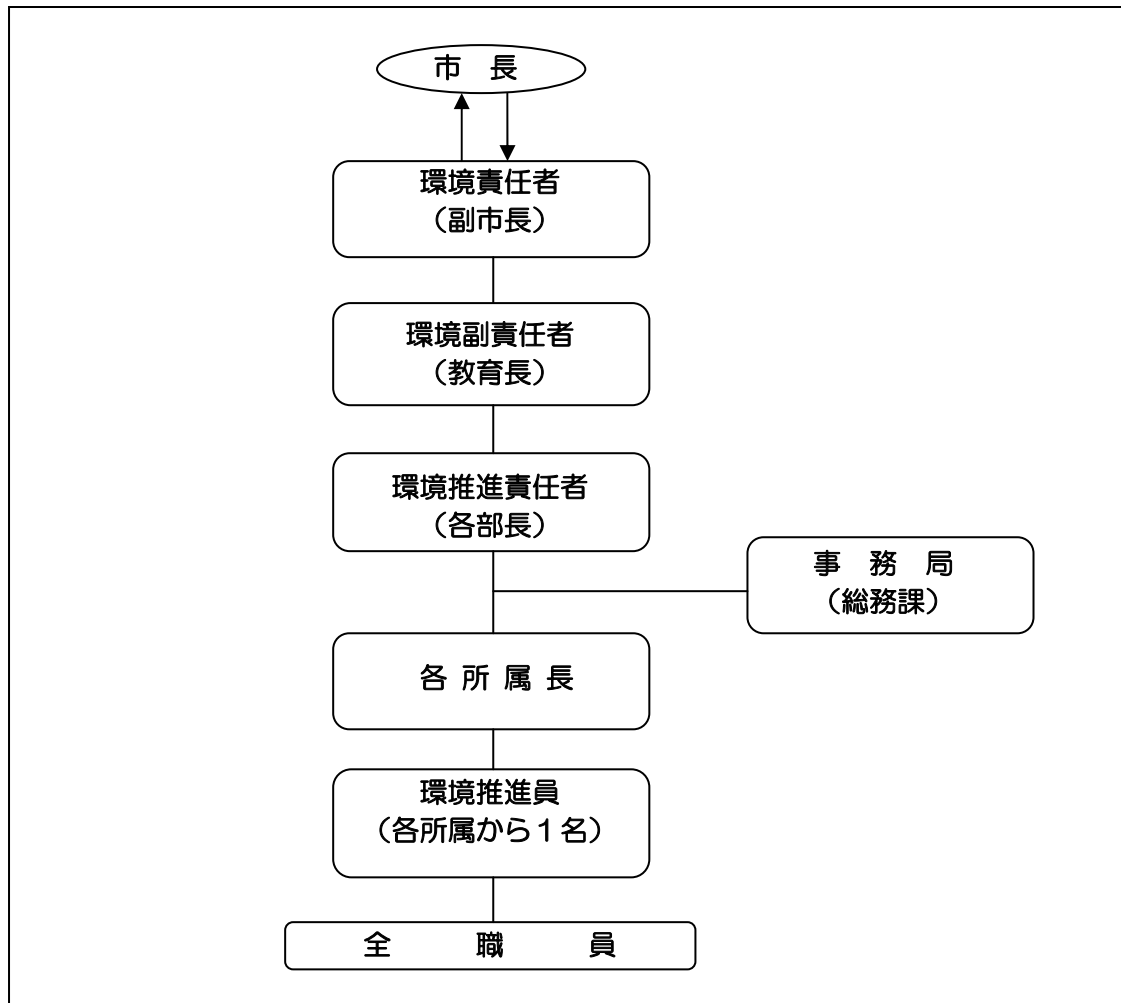 市　長
環境責任者
（副市長）
環境副責任者
（教育長）
環境推進責任者
（各部長）
事　務　局
（総務課）
各 所 属 長
環境推進員
（各所属から１名）
全　　職　　員